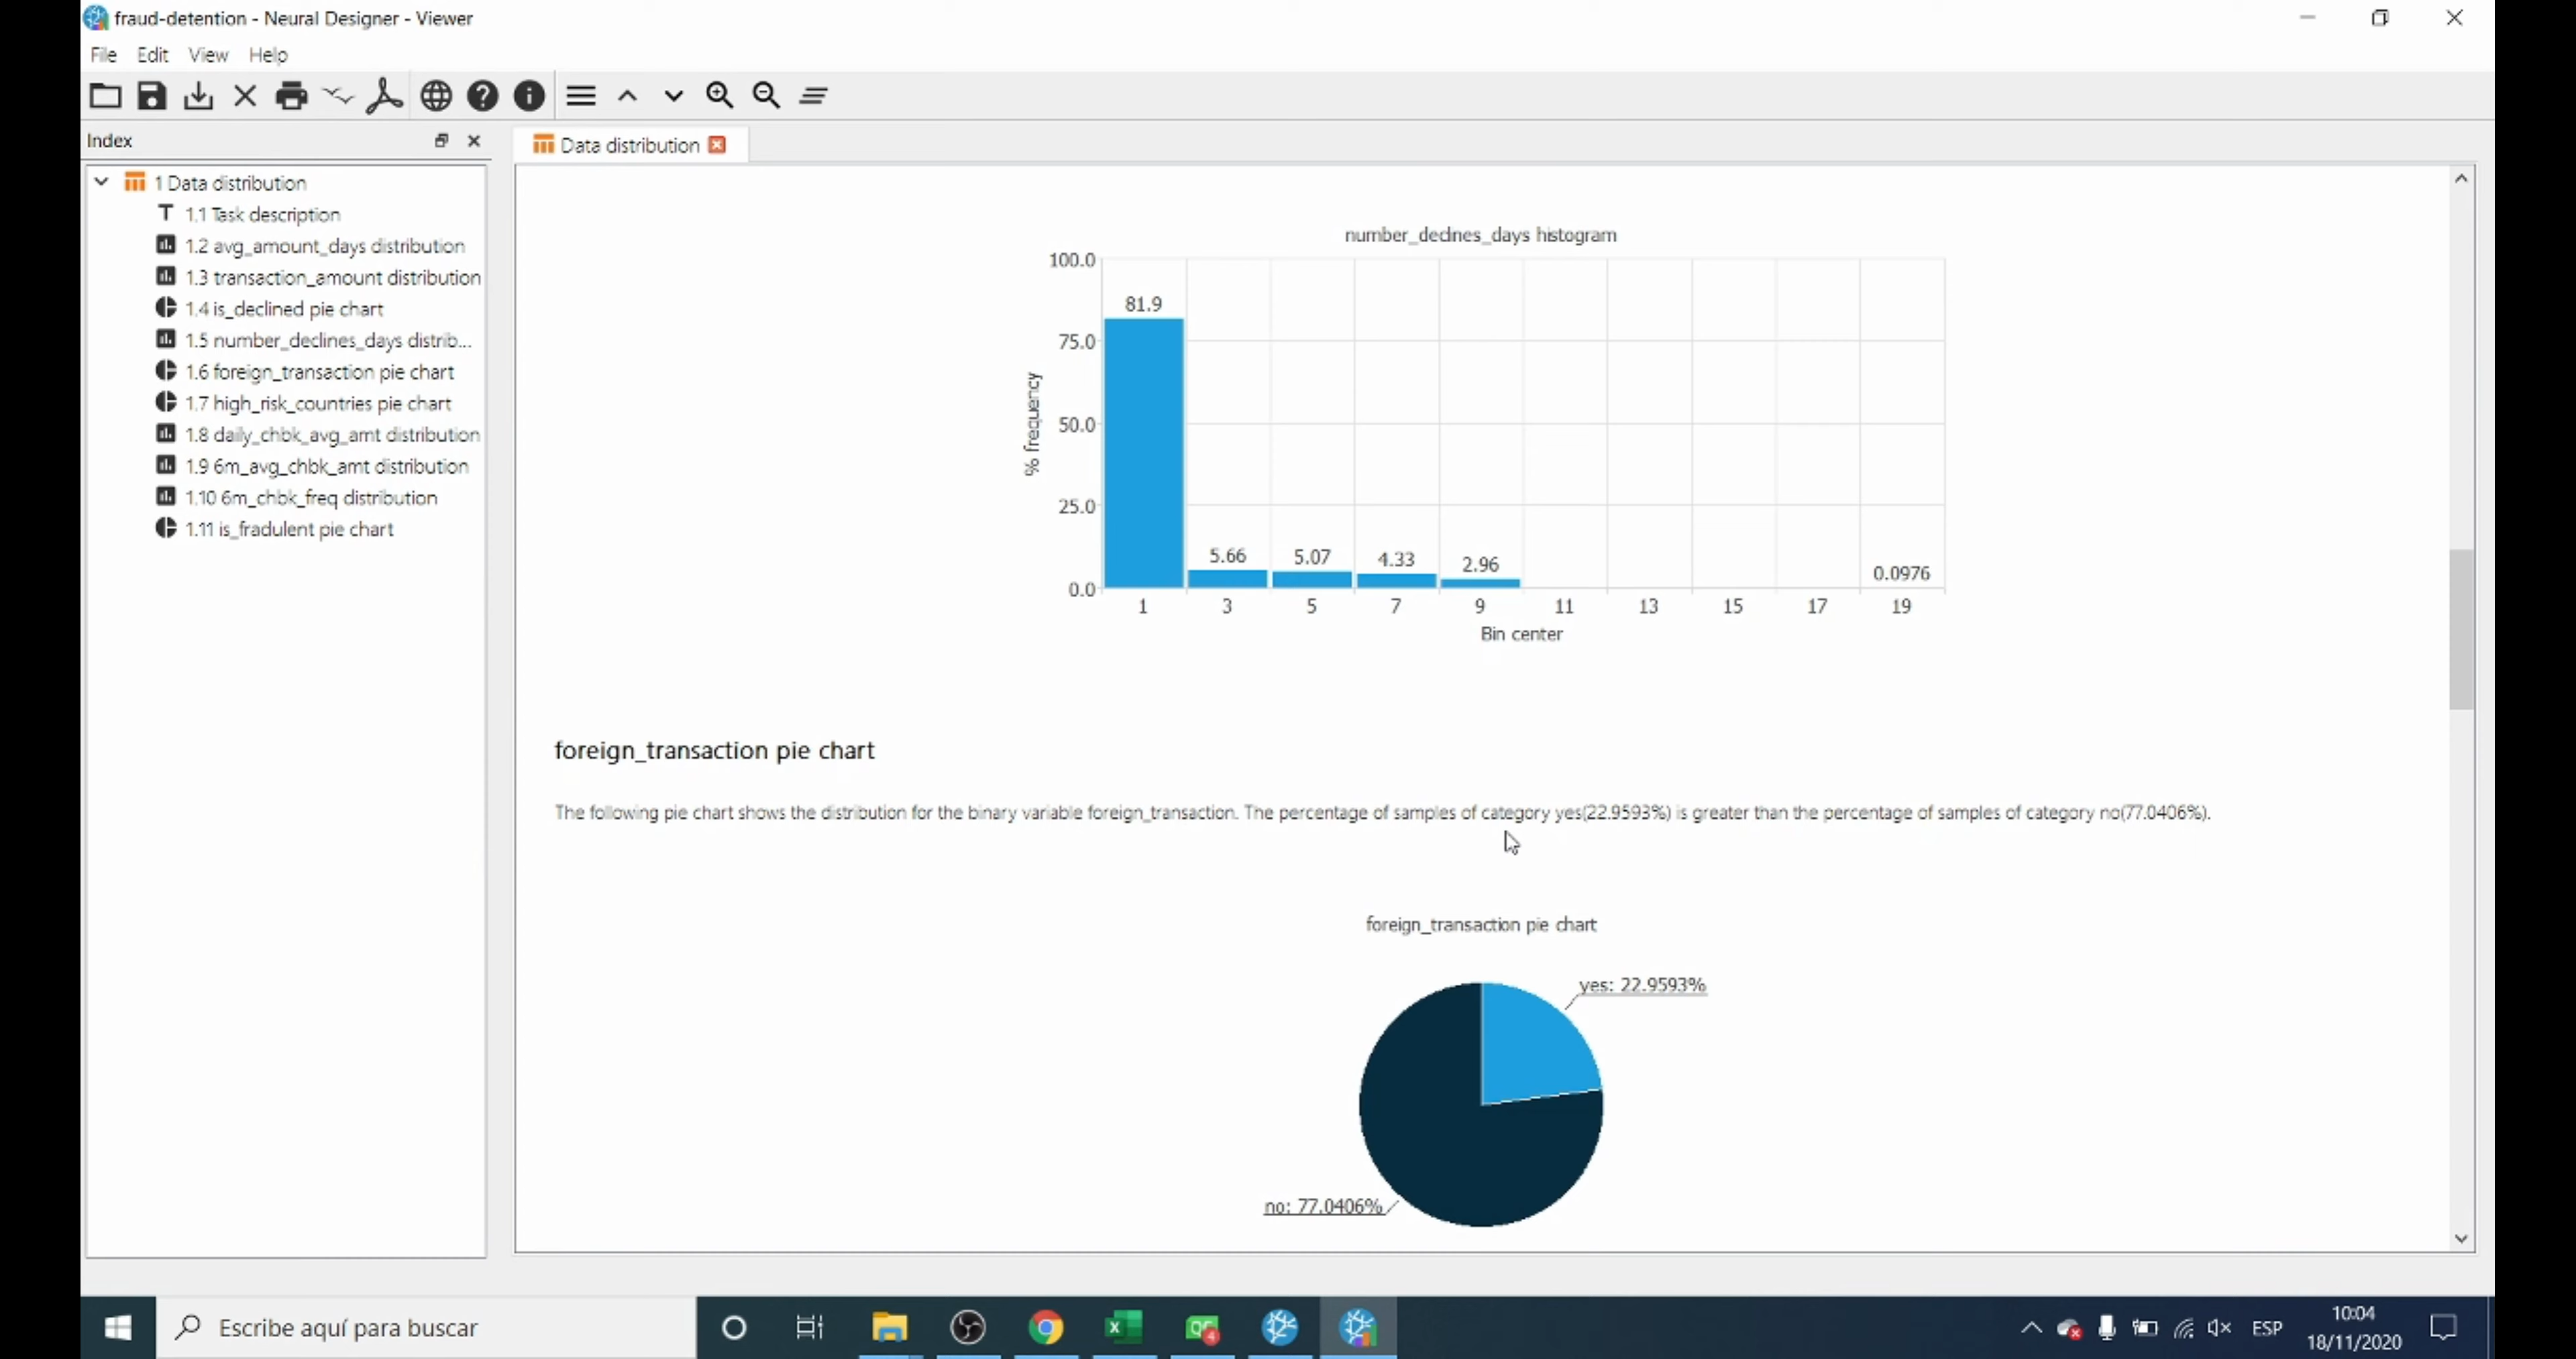 fraud-detention - Neural Designer - Viewer
File Edit View Help
Index
Data distribution
1 Data distribution
1.1 Task description
1.2 avg_amount_days distribution
1.3 transaction_amount distribution
1.4 is_declined pie chart
1.5 number_declines_days distrib...
1.6 foreign_transaction pie chart
1.7 high_risk_countries pie chart
1.8 daily_chbk_avg_amt distribution
1.9 6m_avg_chbk_amt distribution
1.10 6m_chbk_freq distribution
1.11 is_fradulent pie chart
number_declines_days histogram
100.0
75.0
50.0
25.0
0.0
% frequency
81.9
5.66
5.07
4.33
2.96
0.0976
1 3 5 7 9 11 13 15 17 19
Bin center
foreign_transaction pie chart
The following pie chart shows the distribution for the binary variable foreign_transaction. The percentage of samples of category yes(22.9593%) is greater than the percentage of samples of category no(77.0406%).
foreign_transaction pie chart
yes: 22.9593%
no: 77.0406%
Escribe aquí para buscar
QC
4
ESP
10:04
18/11/2020